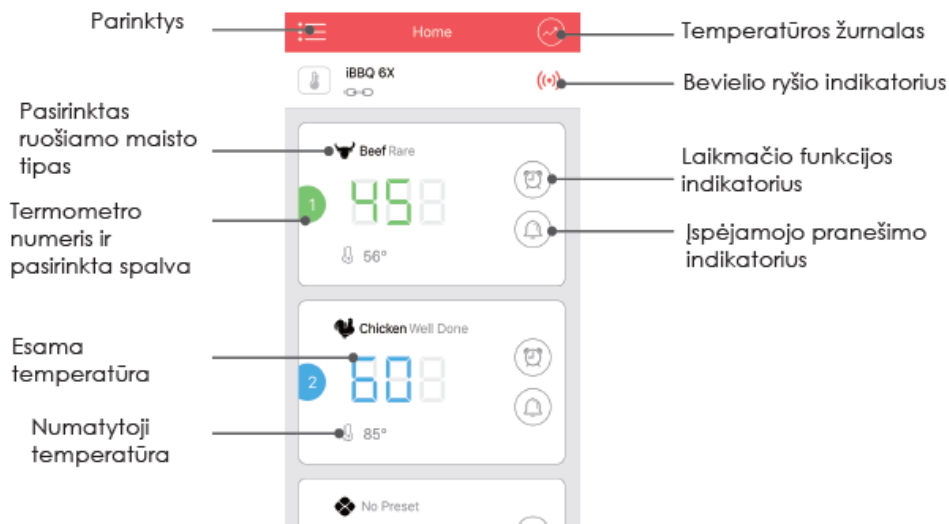 Parinktys
Home
Temperatūros žurnalas
iBBQ 6X
Bevielio ryšio indikatorius
Pasirinktas
ruošiamo maisto
tipas
Beef Rare
Laikmačio funkcijos
indikatorius
Termometro
numeris ir
pasirinkta spalva
1
45
Įspėjamojo pranešimo
indikatorius
56°
Chicken Well Done
Esama
temperatūra
2
60
Numatytoji
temperatūra
85°
No Preset